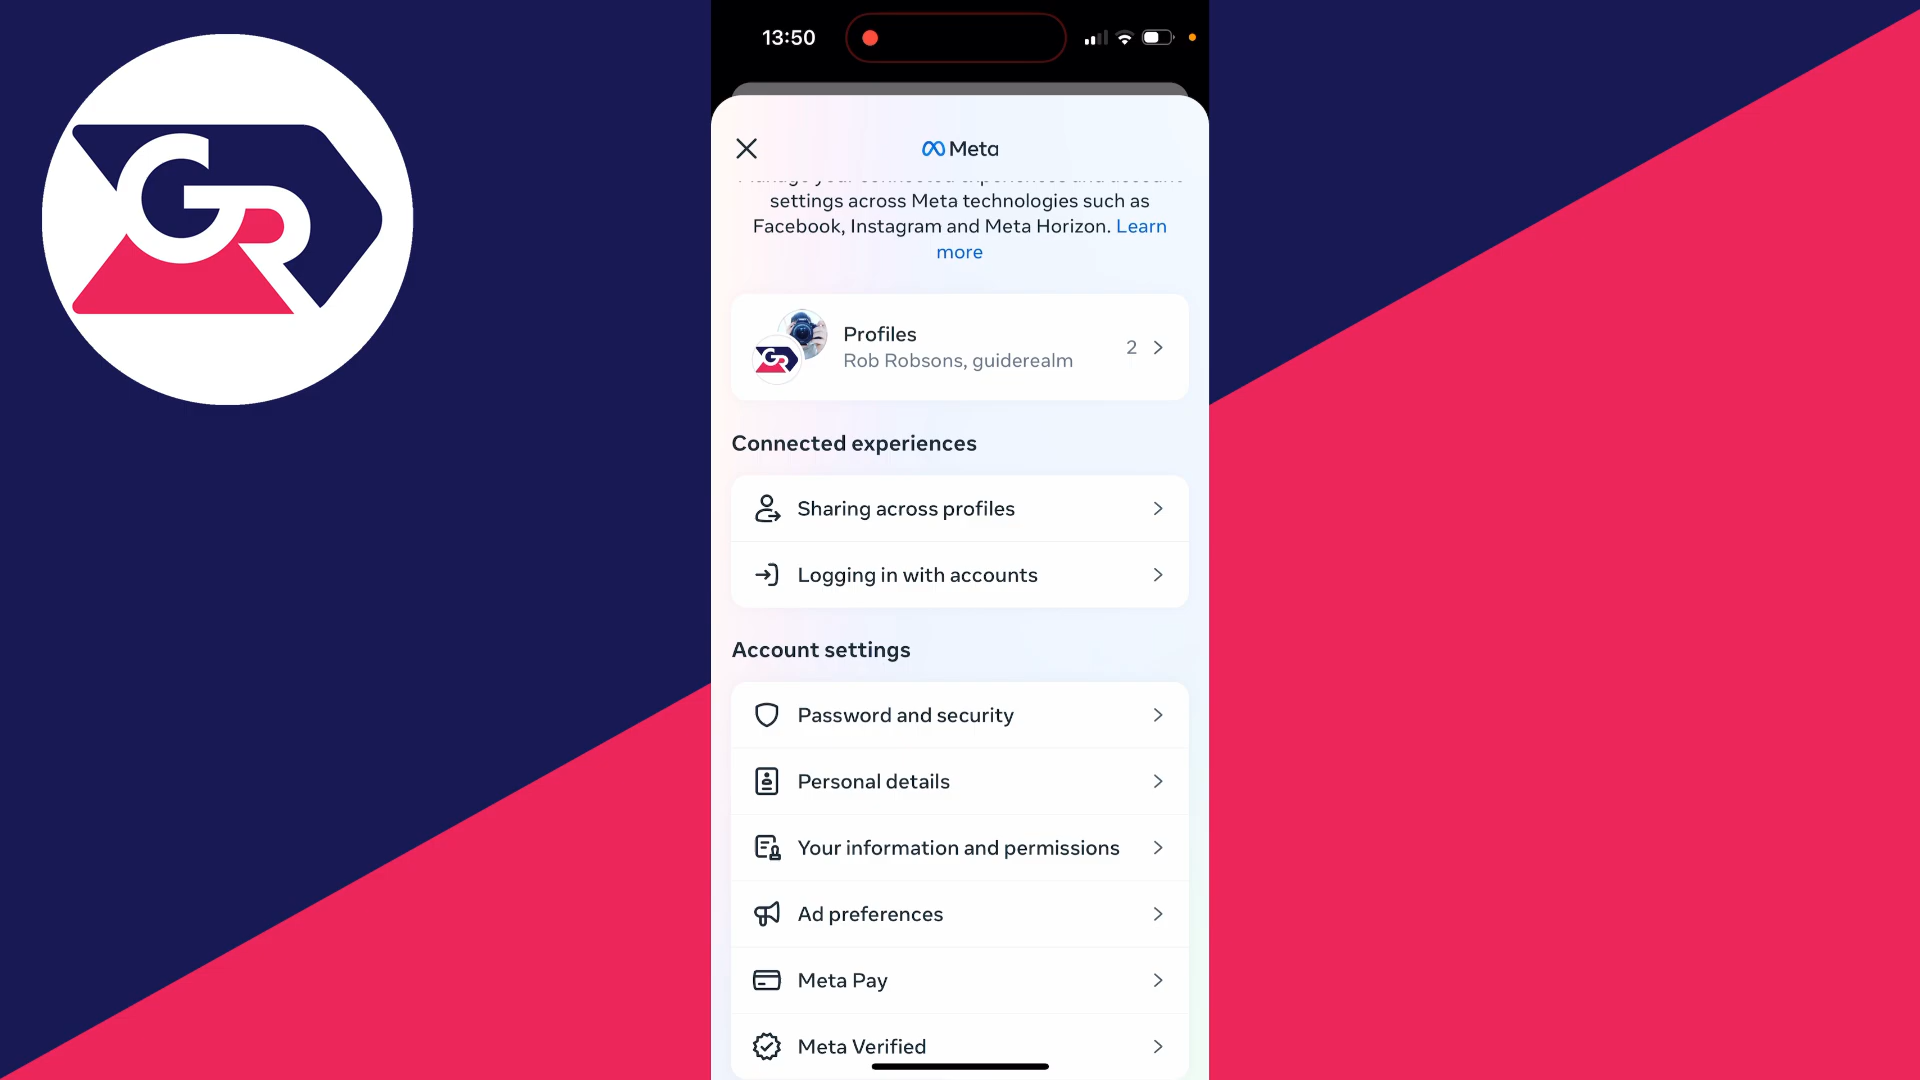 GR
13:50
Meta
settings across Meta technologies such as
Facebook, Instagram and Meta Horizon. Learn
more
GR
Profiles
Rob Robsons, guiderealm
2
Connected experiences
Sharing across profiles
Logging in with accounts
Account settings
Password and security
Personal details
Your information and permissions
Ad preferences
Meta Pay
Meta Verified